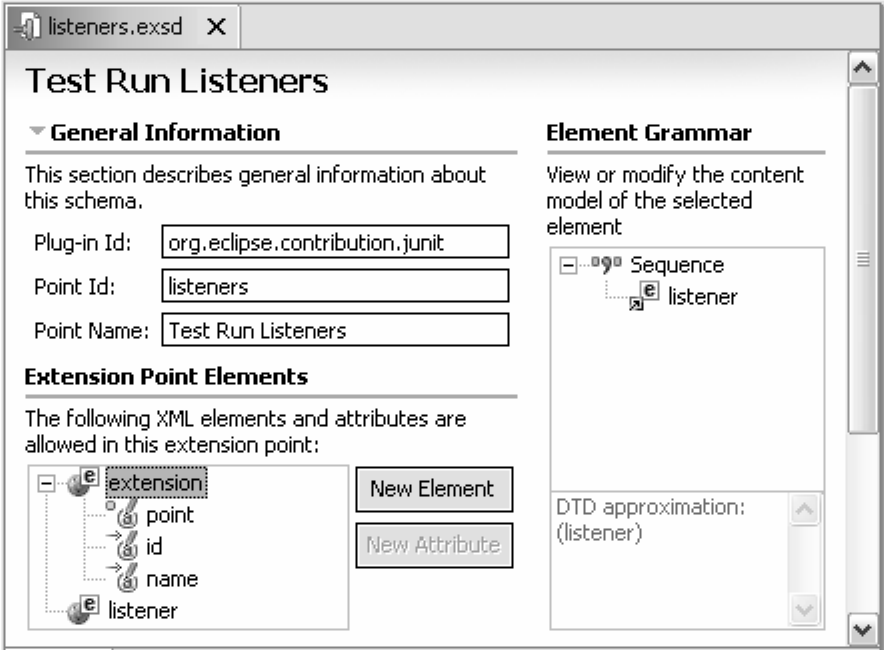 listeners.exsd
Test Run Listeners
General Information
This section describes general information about
this schema.
Plug-in Id: org.eclipse.contribution.junit
Point Id: listeners
Point Name: Test Run Listeners
Extension Point Elements
The following XML elements and attributes are
allowed in this extension point:
e extension
point
id
name
e listener
New Element
New Attribute
Element Grammar
View or modify the content
model of the selected
element
Sequence
e listener
DTD approximation:
(listener)